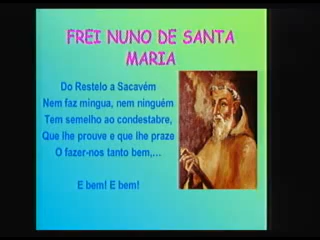 FREI NUNO DE SANTA
MARIA
Do Restelo a Sacavém
Nem faz mingua, nem ninguém
Tem semelho ao condestabre,
Que lhe prouve e que lhe praze
O fazer-nos tanto bem,...
E bem! E bem!